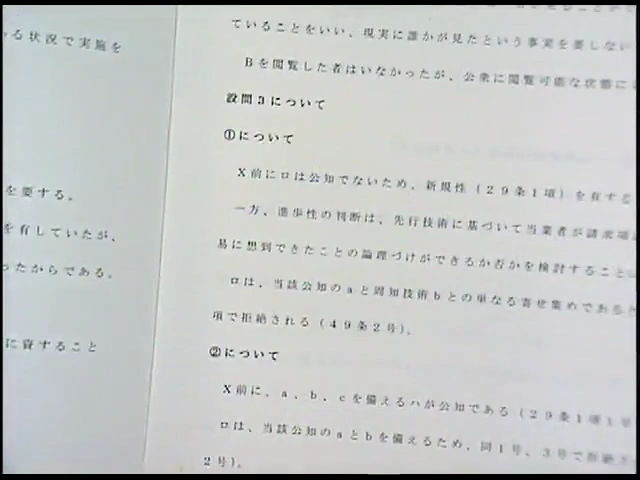 る状況で実施を
を要する。
を有していたが、
ったからである。
に資すること
ていることをいい、現実に誰かが見たという事実を要しない
Bを閲覧した者はいなかったが、公衆に閲覧可能な状態に
設問3について
①について
X前にロは公知でないため、新規性（29条1項）を有する
一方、進歩性の判断は、先行技術に基づいて当業者が請求項
易に想到できたことの論理づけができるか否かを検討すること
ロは、当該公知のaと周知技術bとの単なる寄せ集めである
項で拒絶される（49条2号）。
②について
X前に、a、b、cを備えるハが公知である（29条1項1号
ロは、当該公知のaとbを備えるため、同1号、3号で拒絶
2号）。